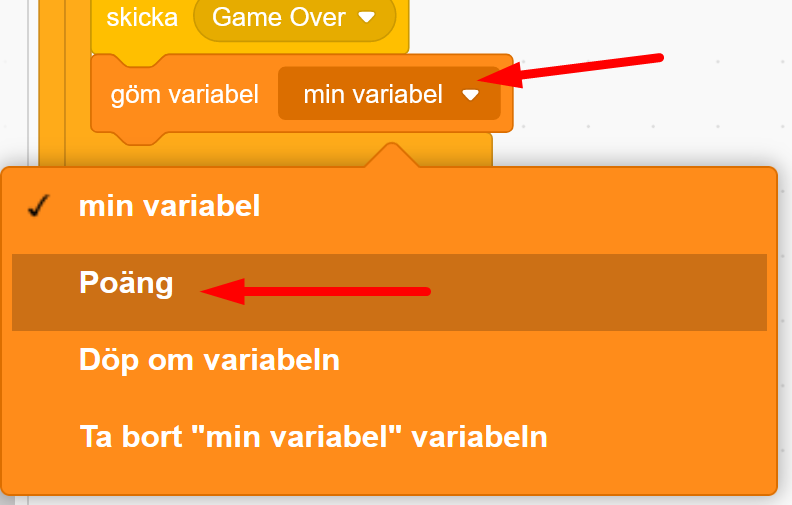 skicka Game Over
göm variabel min variabel
min variabel
Poäng
Döp om variabeln
Ta bort "min variabel" variabeln